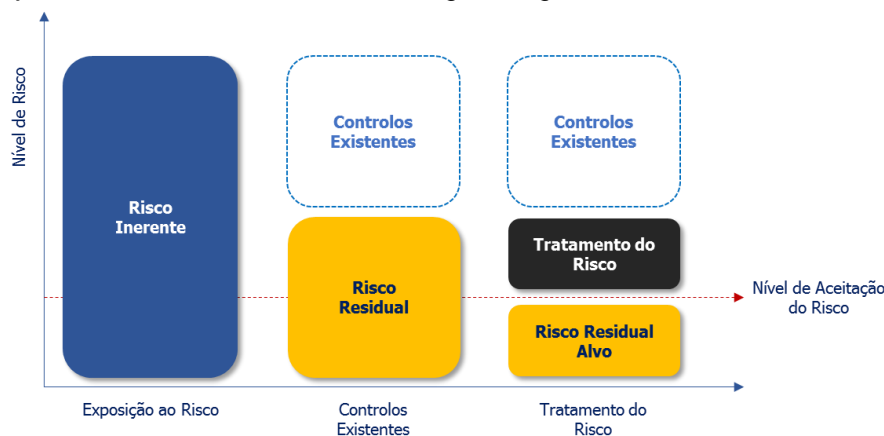 Nível de Risco
Risco
Inerente
Controlos
Existentes
Risco
Residual
Controlos
Existentes
Tratamento do
Risco
Risco Residual
Alvo
Nível de Aceitação
do Risco
Exposição ao Risco
Controlos
Existentes
Tratamento do
Risco